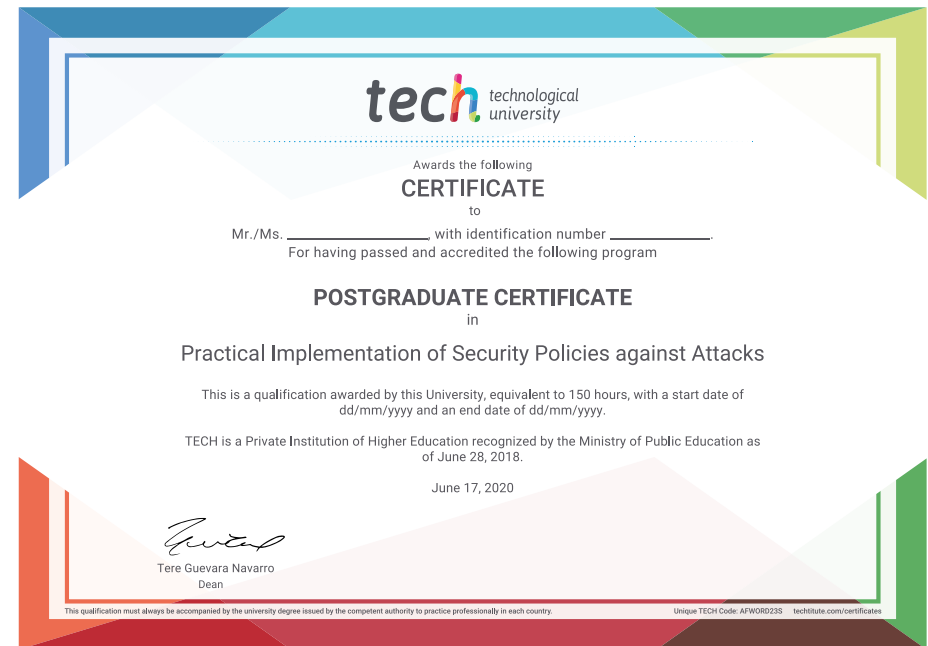 tech technological
university
Awards the following
CERTIFICATE
to
Mr./Ms. ____________________, with identification number ______________.
For having passed and accredited the following program
POSTGRADUATE CERTIFICATE
in
Practical Implementation of Security Policies against Attacks
This is a qualification awarded by this University, equivalent to 150 hours, with a start date of
dd/mm/yyyy and an end date of dd/mm/yyyy.
TECH is a Private Institution of Higher Education recognized by the Ministry of Public Education as
of June 28, 2018.
June 17, 2020
Tere Guevara Navarro
Dean
This qualification must always be accompanied by the university degree issued by the competent authority to practice professionally in each country. Unique TECH Code: AFWORD23S techtitute.com/certificates